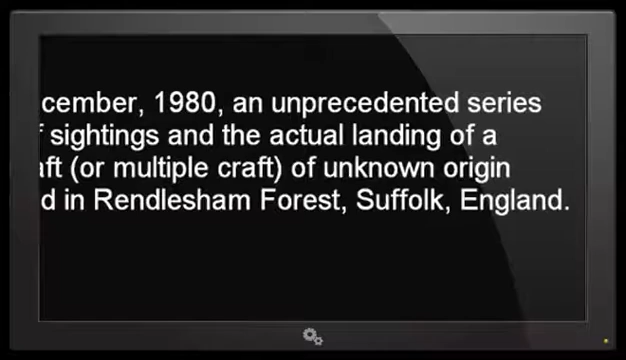 cember, 1980, an unprecedented series
sightings and the actual landing of a
aft (or multiple craft) of unknown origin
d in Rendlesham Forest, Suffolk, England.